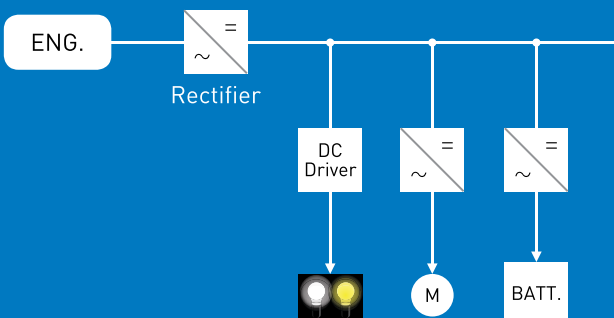 ENG.
=
~
Rectifier
DC
Driver
=
~
=
~
M
BATT.